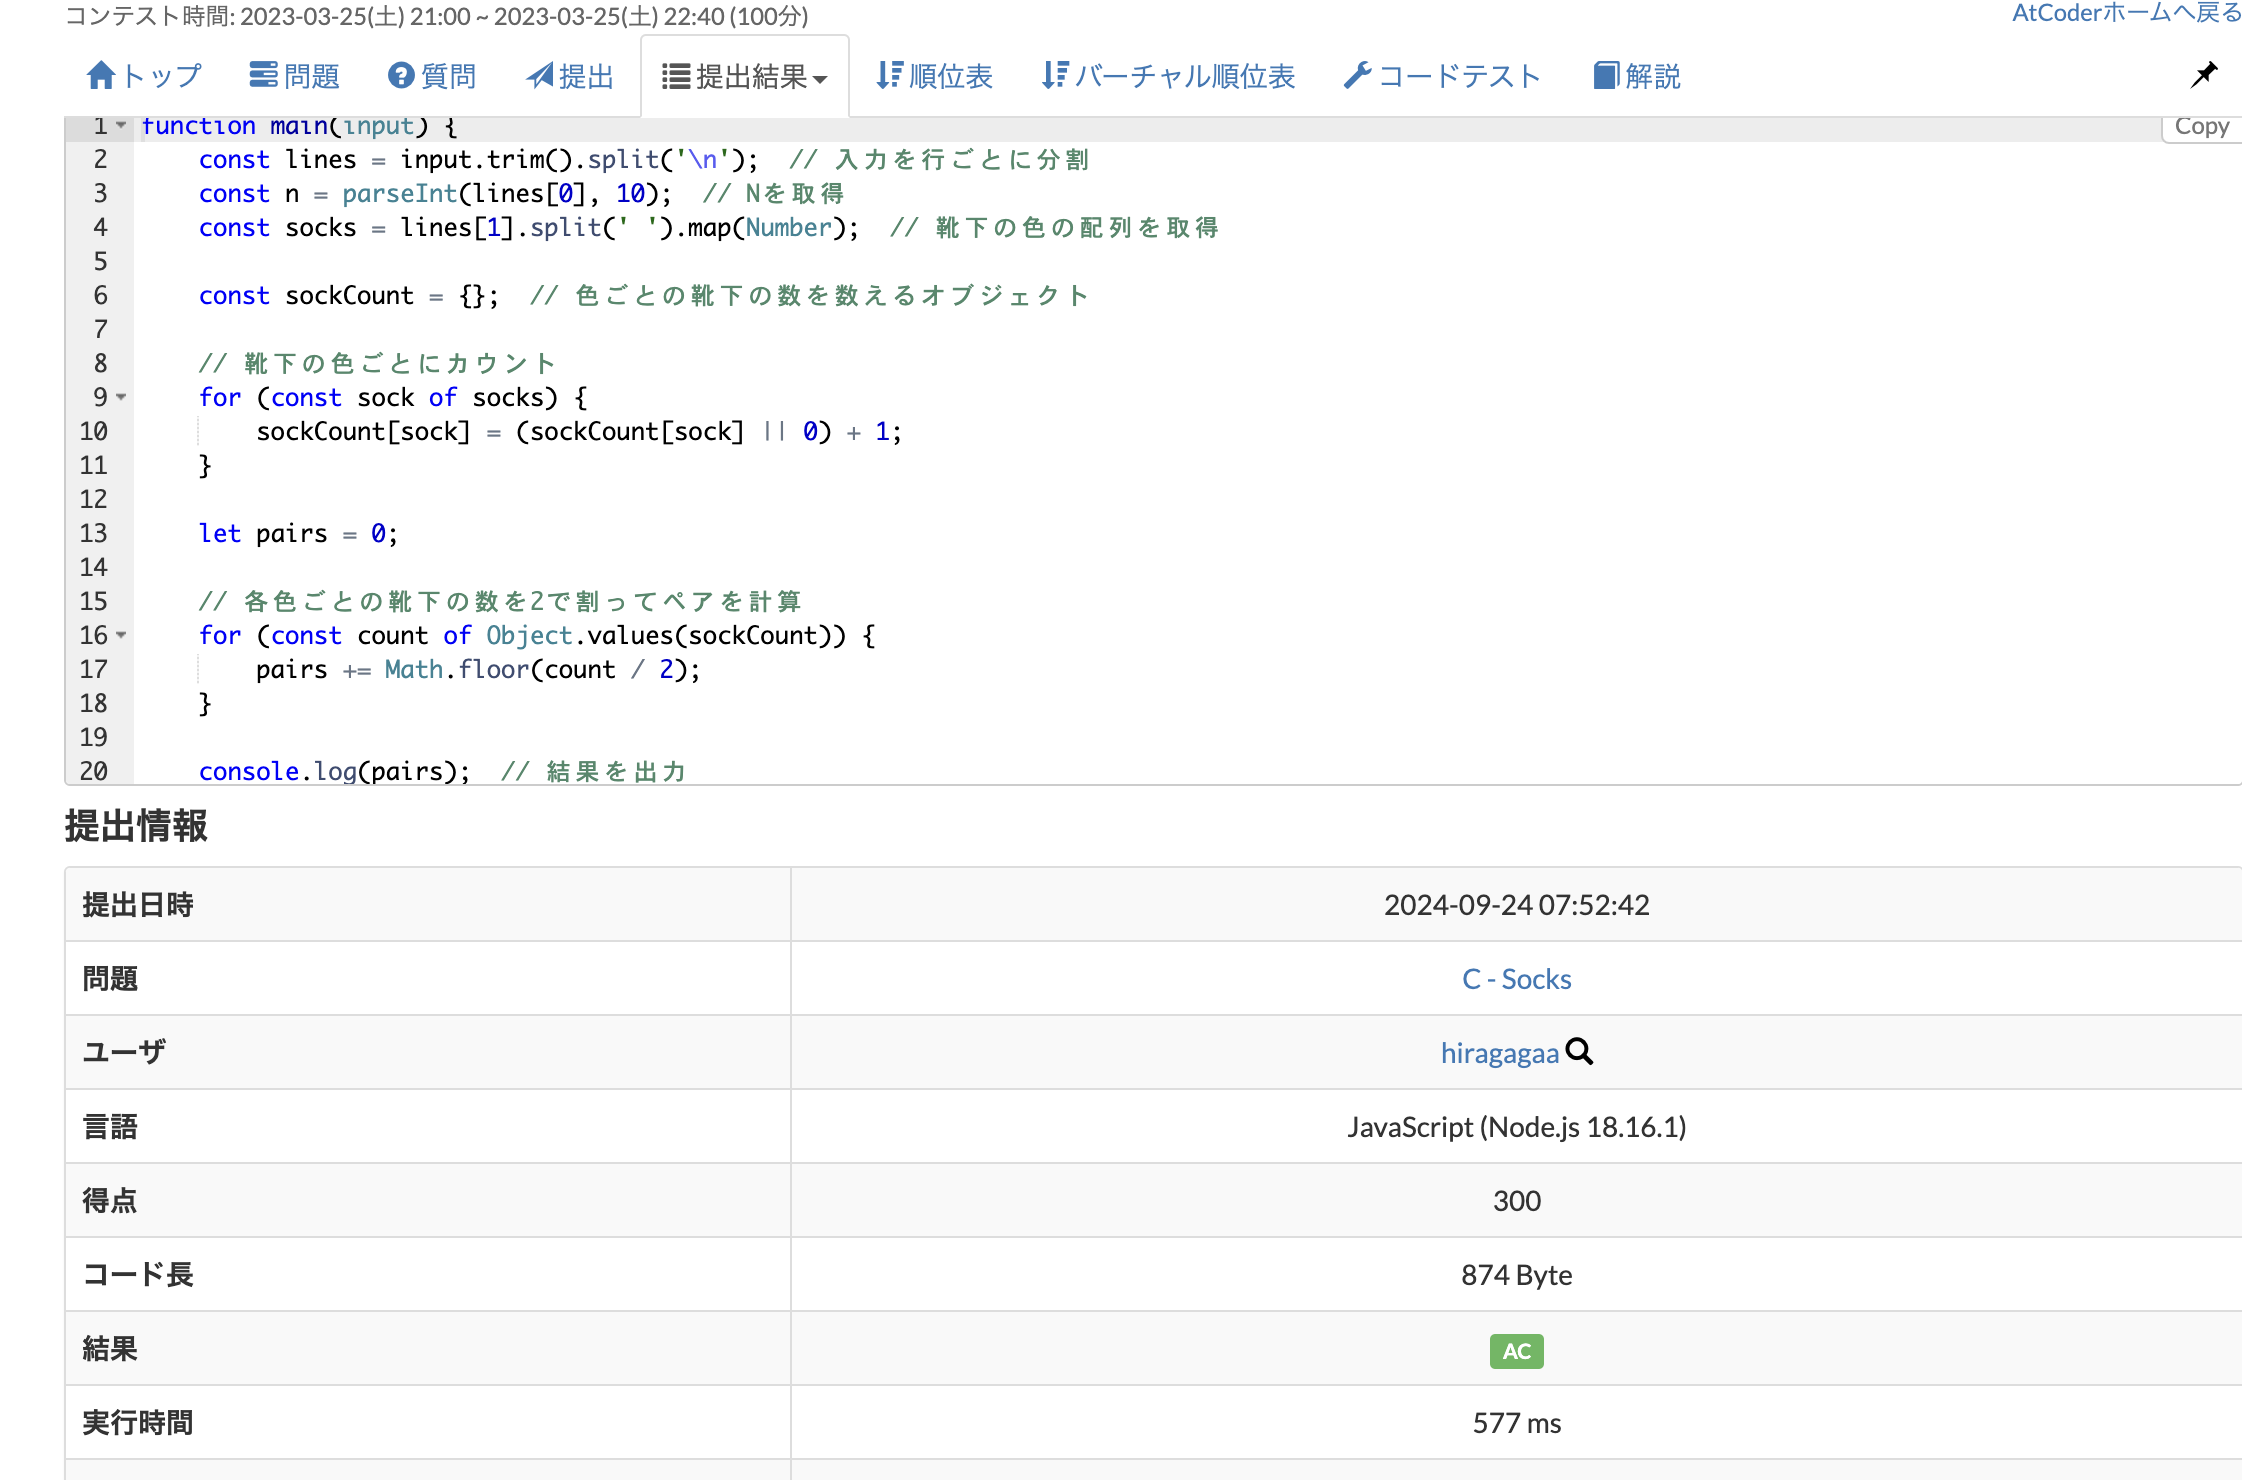 コンテスト時間: 2023-03-25(土) 21:00 ~ 2023-03-25(土) 22:40 (100分)
AtCoderホームへ戻る
トップ 問題 質問 提出 提出結果 順位表 バーチャル順位表 コードテスト 解説
1 function main(input) {
Copy
2 const lines = input.trim().split('\n');  // 入力を行ごとに分割
3 const n = parseInt(lines[0], 10);  // Nを取得
4 const socks = lines[1].split(' ').map(Number);  // 靴下の色の配列を取得
5
6 const sockCount = {};  // 色ごとの靴下の数を数えるオブジェクト
7
8 // 靴下の色ごとにカウント
9 for (const sock of socks) {
10 sockCount[sock] = (sockCount[sock] || 0) + 1;
11 }
12
13 let pairs = 0;
14
15 // 各色ごとの靴下の数を2で割ってペアを計算
16 for (const count of Object.values(sockCount)) {
17 pairs += Math.floor(count / 2);
18 }
19
20 console.log(pairs);  // 結果を出力
提出情報
提出日時 2024-09-24 07:52:42
問題 C - Socks
ユーザ hiragagaa
言語 JavaScript (Node.js 18.16.1)
得点 300
コード長 874 Byte
結果 AC
実行時間 577 ms